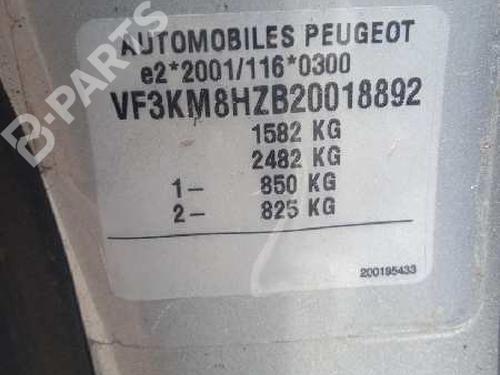 B-PARTS
AUTOMOBILES PEUGEOT
e2*2001/116*0300
VF3KM8HZB20018892
1582 KG
2482 KG
1- 850 KG
2- 825 KG
200195433